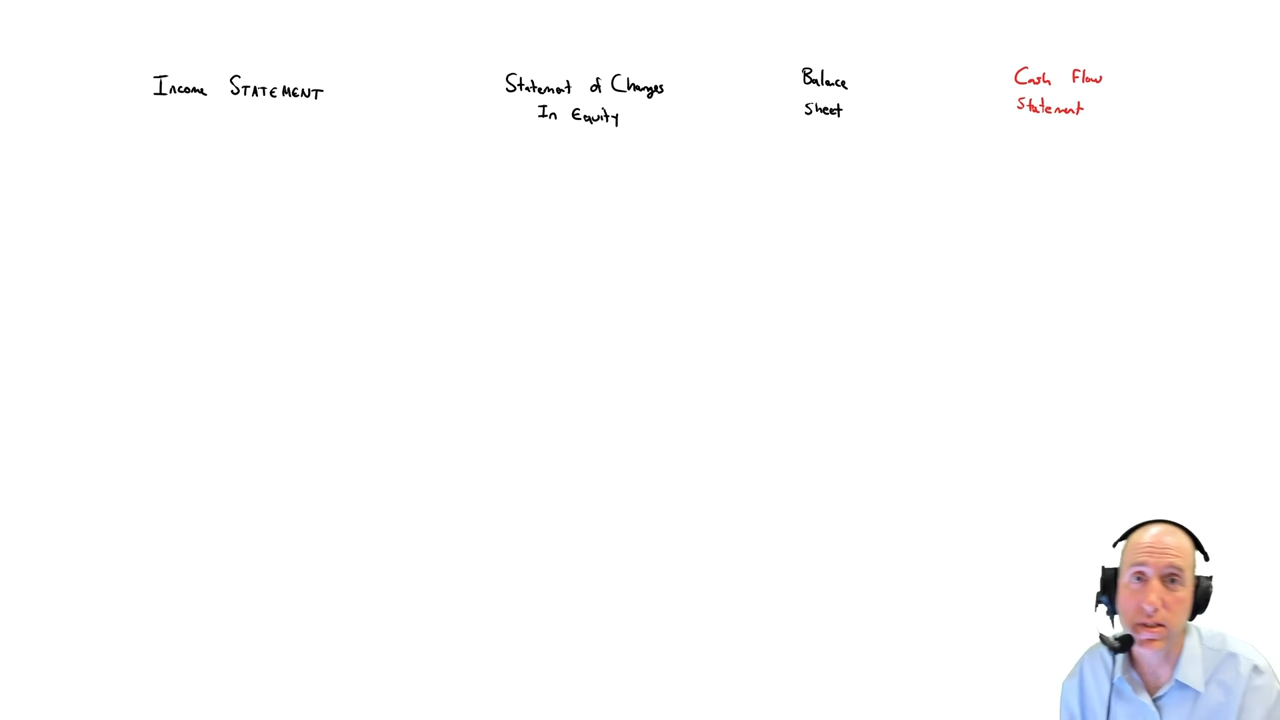 Income STATEMENT
Statement of Changes
In Equity
Balance
Sheet
Cash Flow
Statement